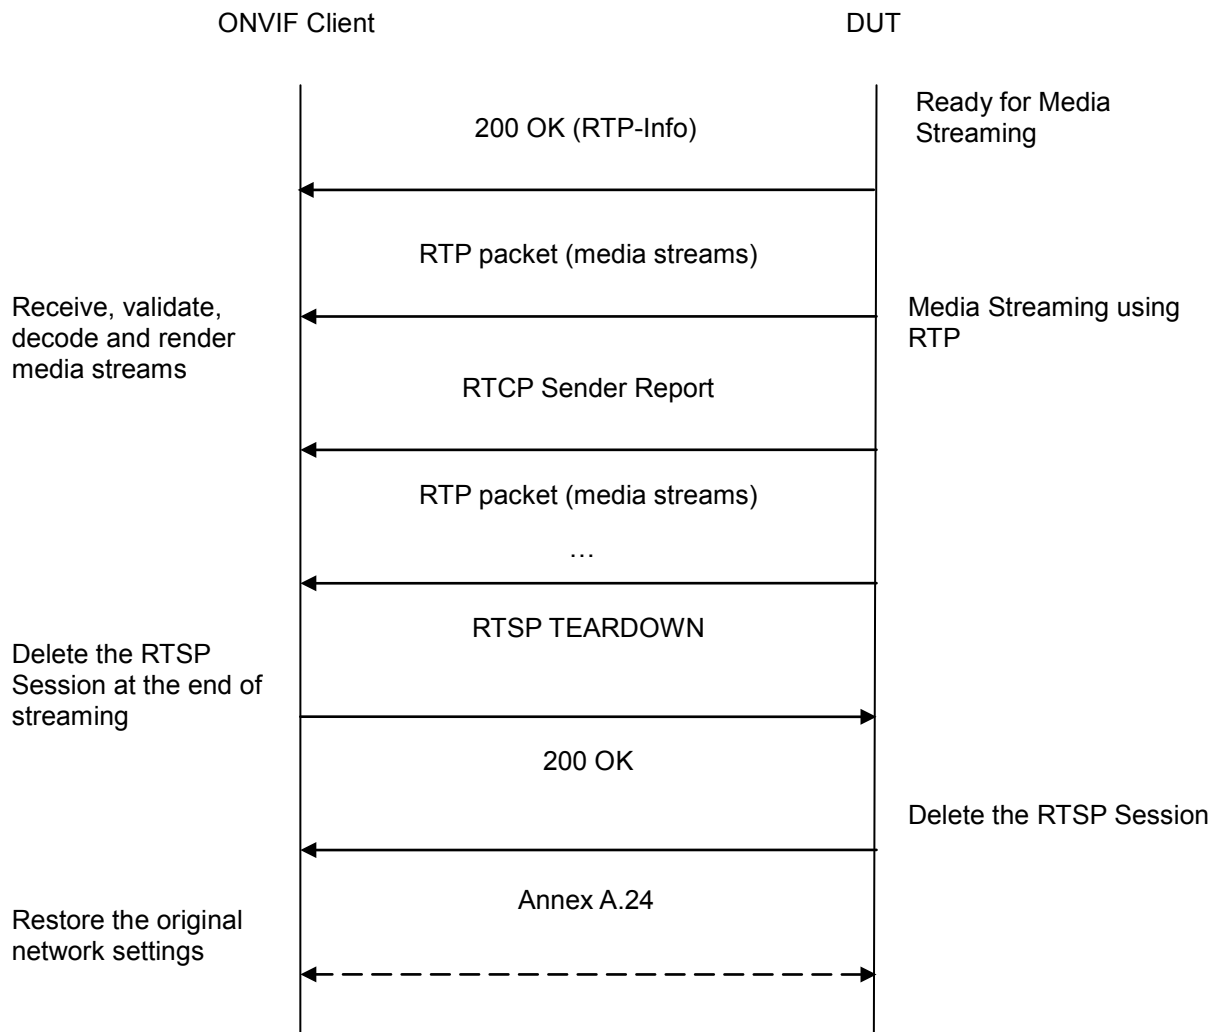 ONVIF Client
DUT
Ready for Media
Streaming
200 OK (RTP-Info)
RTP packet (media streams)
Receive, validate,
decode and render
media streams
Media Streaming using
RTP
RTCP Sender Report
RTP packet (media streams)
…
RTSP TEARDOWN
Delete the RTSP
Session at the end of
streaming
200 OK
Delete the RTSP Session
Annex A.24
Restore the original
network settings